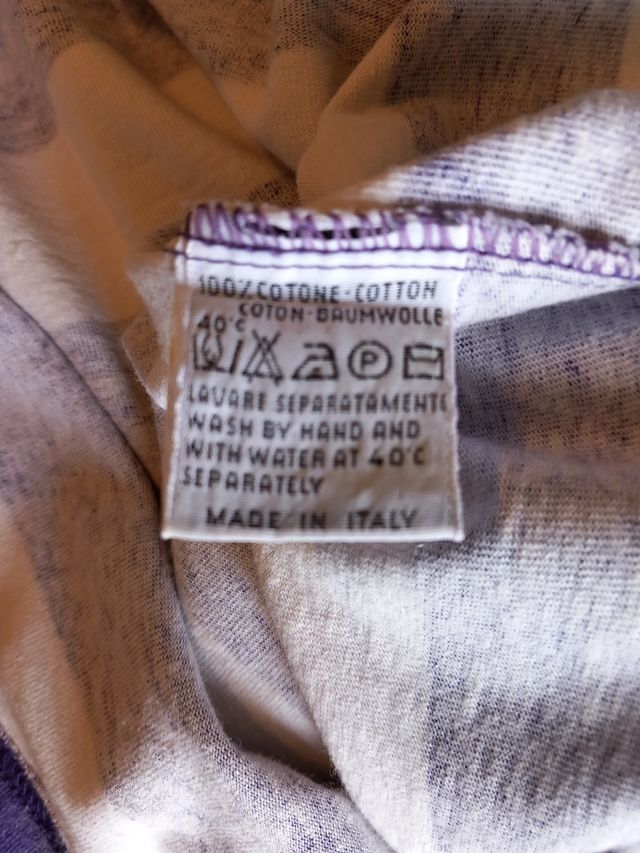 100% COTONE-COTTON
COTON-BAUMWOLLE
40°C
P
LAVARE SEPARATAMENTE
WASH BY HAND AND
WITH WATER AT 40°C
SEPARATELY
MADE IN ITALY